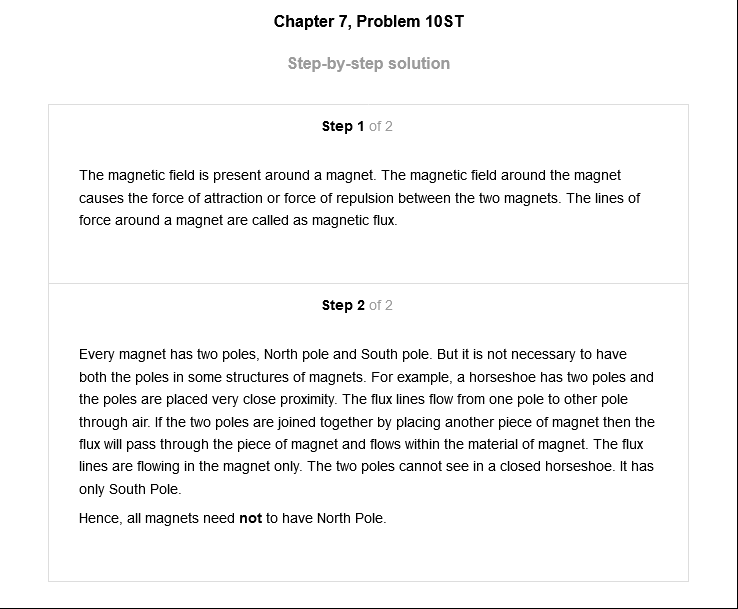 Chapter 7, Problem 10ST
Step-by-step solution
Step 1 of 2
The magnetic field is present around a magnet. The magnetic field around the magnet
causes the force of attraction or force of repulsion between the two magnets. The lines of
force around a magnet are called as magnetic flux.
Step 2 of 2
Every magnet has two poles, North pole and South pole. But it is not necessary to have
both the poles in some structures of magnets. For example, a horseshoe has two poles and
the poles are placed very close proximity. The flux lines flow from one pole to other pole
through air. If the two poles are joined together by placing another piece of magnet then the
flux will pass through the piece of magnet and flows within the material of magnet. The flux
lines are flowing in the magnet only. The two poles cannot see in a closed horseshoe. It has
only South Pole.
Hence, all magnets need not to have North Pole.